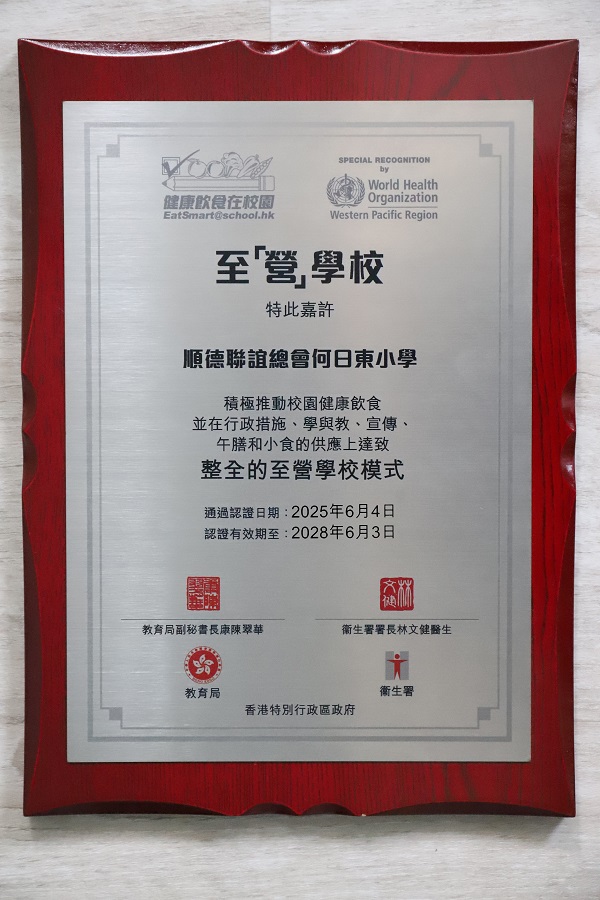 健康飲食在校園
EatSmart@school.hk
SPECIAL RECOGNITION
by
World Health
Organization
Western Pacific Region
至「營」學校
特此嘉許
順德聯誼總會何日東小學
積極推動校園健康飲食
並在行政措施、學與教、宣傳、
午膳和小食的供應上達致
整全的至營學校模式
通過認證日期：2025年6月4日
認證有效期至：2028年6月3日
林文健
教育局副秘書長康陳翠華
衞生署署長林文健醫生
教育局
衞生署
香港特別行政區政府